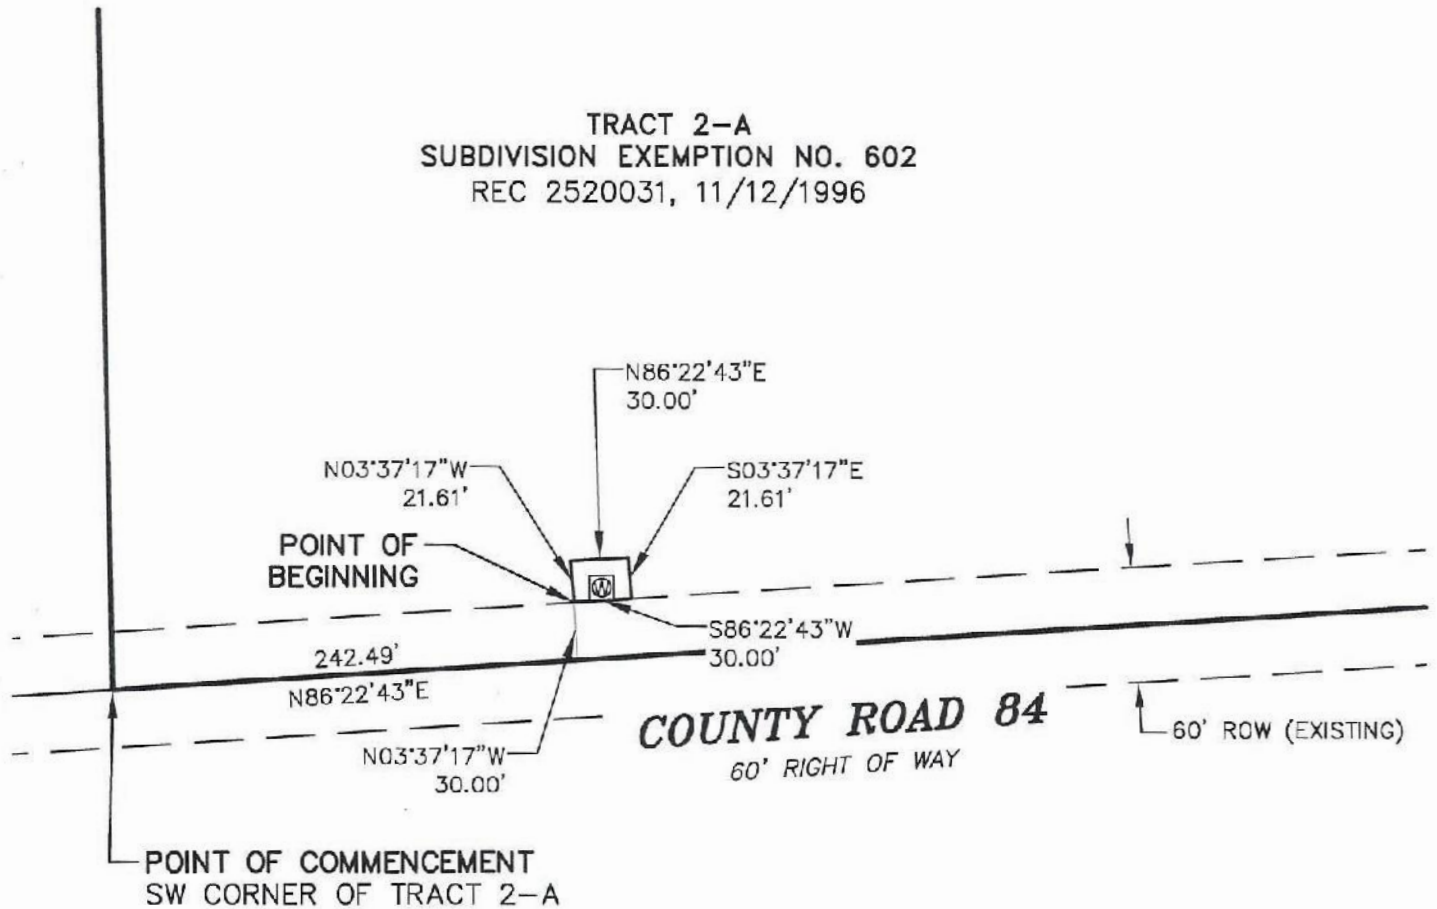 TRACT 2-A
SUBDIVISION EXEMPTION NO. 602
REC 2520031, 11/12/1996
N86°22'43"E
30.00'
N03°37'17"W
21.61'
S03°37'17"E
21.61'
POINT OF
BEGINNING
W
S86°22'43"W
30.00'
242.49'
N86°22'43"E
COUNTY ROAD 84
60' RIGHT OF WAY
60' ROW (EXISTING)
N03°37'17"W
30.00'
POINT OF COMMENCEMENT
SW CORNER OF TRACT 2-A